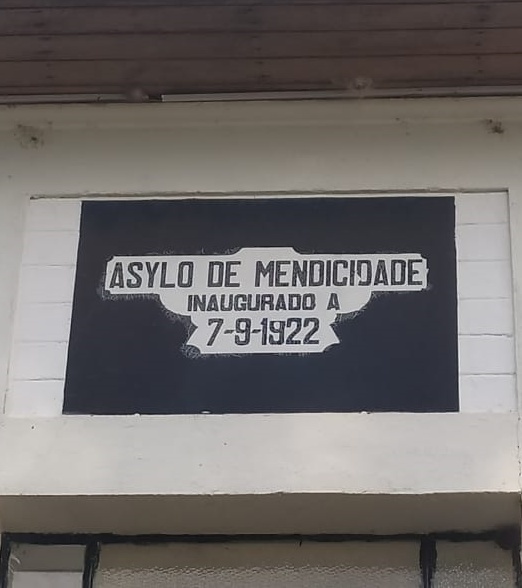 ASYLO DE MENDICIDADE
INAUGURADO A
7-9-1922